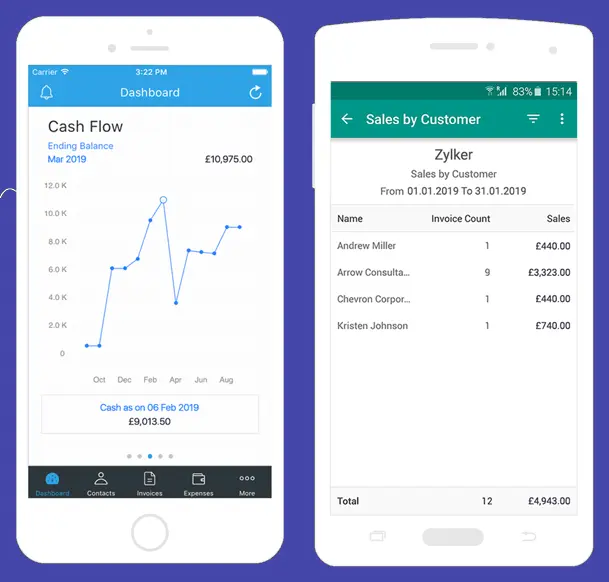 Carrier 3:22 PM
Dashboard
Cash Flow
Ending Balance
Mar 2019 £10,975.00
12.0 K
10.0 K
8.0 K
6.0 K
4.0 K
2.0 K
0
Oct Dec Feb Apr Jun Aug
Cash as on 06 Feb 2019
£9,013.50
Dashboard Contacts Invoices Expenses More
83% 15:14
Sales by Customer
Zylker
Sales by Customer
From 01.01.2019 To 31.01.2019
Name Invoice Count Sales
Andrew Miller 1 £440.00
Arrow Consulta... 9 £3,323.00
Chevron Corpor... 1 £440.00
Kristen Johnson 1 £740.00
Total 12 £4,943.00